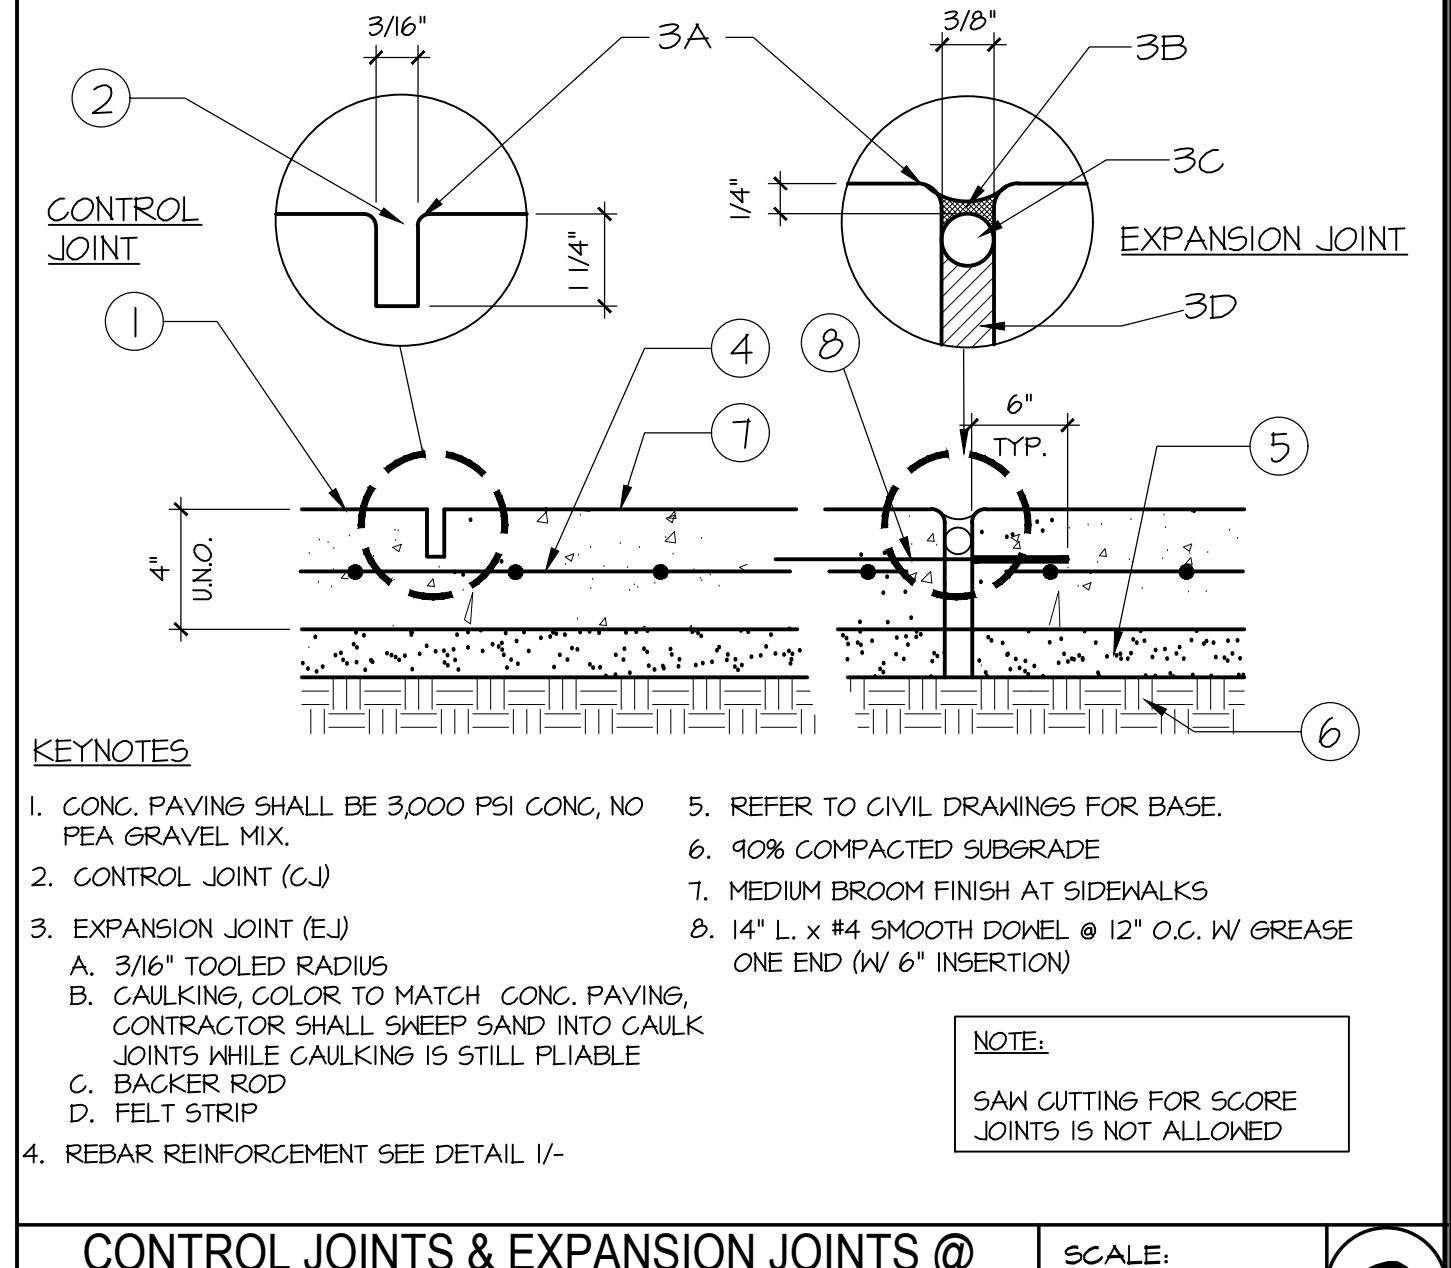 3/16"
3A
3/8"
3B
2
3C
1/4"
CONTROL
JOINT
1 1/4"
EXPANSION JOINT
3D
1
4
8
6"
TYP.
7
5
4"
U.N.O.
6
KEYNOTES
1. CONC. PAVING SHALL BE 3,000 PSI CONC, NO
PEA GRAVEL MIX.
2. CONTROL JOINT (CJ)
3. EXPANSION JOINT (EJ)
A. 3/16" TOOLED RADIUS
B. CAULKING, COLOR TO MATCH CONC. PAVING,
CONTRACTOR SHALL SWEEP SAND INTO CAULK
JOINTS WHILE CAULKING IS STILL PLIABLE
C. BACKER ROD
D. FELT STRIP
4. REBAR REINFORCEMENT SEE DETAIL 1/-
5. REFER TO CIVIL DRAWINGS FOR BASE.
6. 90% COMPACTED SUBGRADE
7. MEDIUM BROOM FINISH AT SIDEWALKS
8. 14" L. x #4 SMOOTH DOWEL @ 12" O.C. W/ GREASE
ONE END (W/ 6" INSERTION)
NOTE:
SAW CUTTING FOR SCORE
JOINTS IS NOT ALLOWED
CONTROL JOINTS & EXPANSION JOINTS @
SCALE: